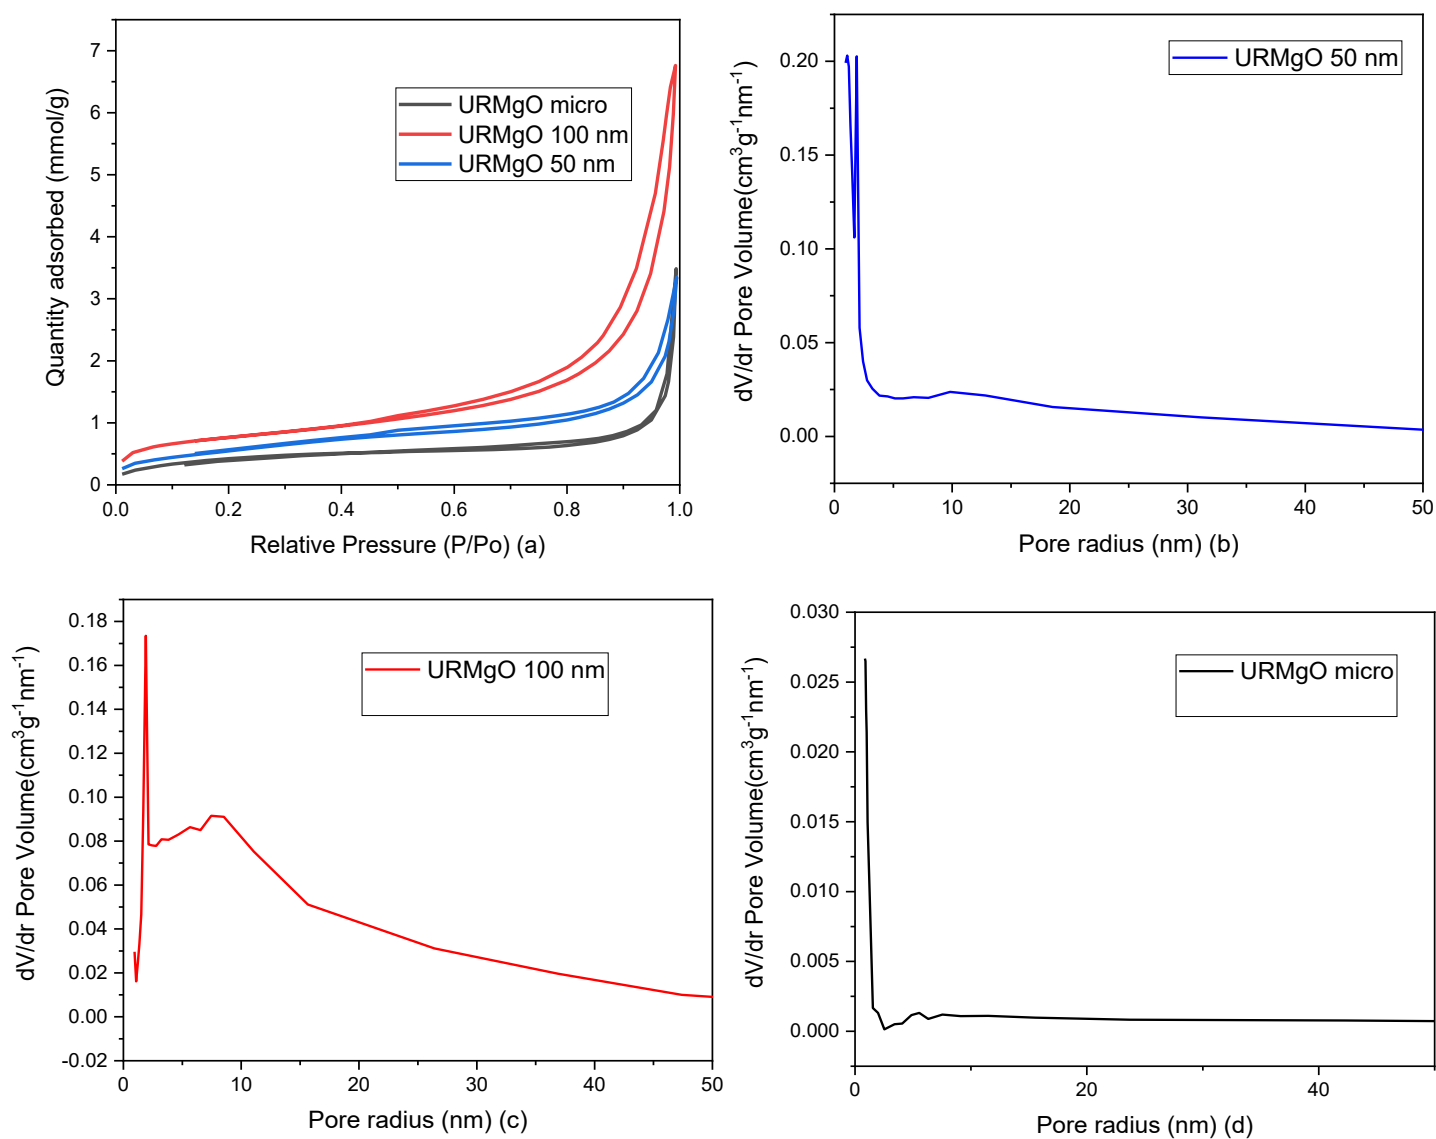 Quantity adsorbed (mmol/g)
7
6
5
4
3
2
1
0
0.0 0.2 0.4 0.6 0.8 1.0
Relative Pressure (P/Po) (a)
URMgO micro
URMgO 100 nm
URMgO 50 nm
dV/dr Pore Volume(cm³g⁻¹nm⁻¹)
0.20
0.15
0.10
0.05
0.00
0 10 20 30 40 50
Pore radius (nm) (b)
URMgO 50 nm
dV/dr Pore Volume(cm³g⁻¹nm⁻¹)
0.18
0.16
0.14
0.12
0.10
0.08
0.06
0.04
0.02
0.00
-0.02
0 10 20 30 40 50
Pore radius (nm) (c)
URMgO 100 nm
dV/dr Pore Volume(cm³g⁻¹nm⁻¹)
0.030
0.025
0.020
0.015
0.010
0.005
0.000
0 20 40
Pore radius (nm) (d)
URMgO micro